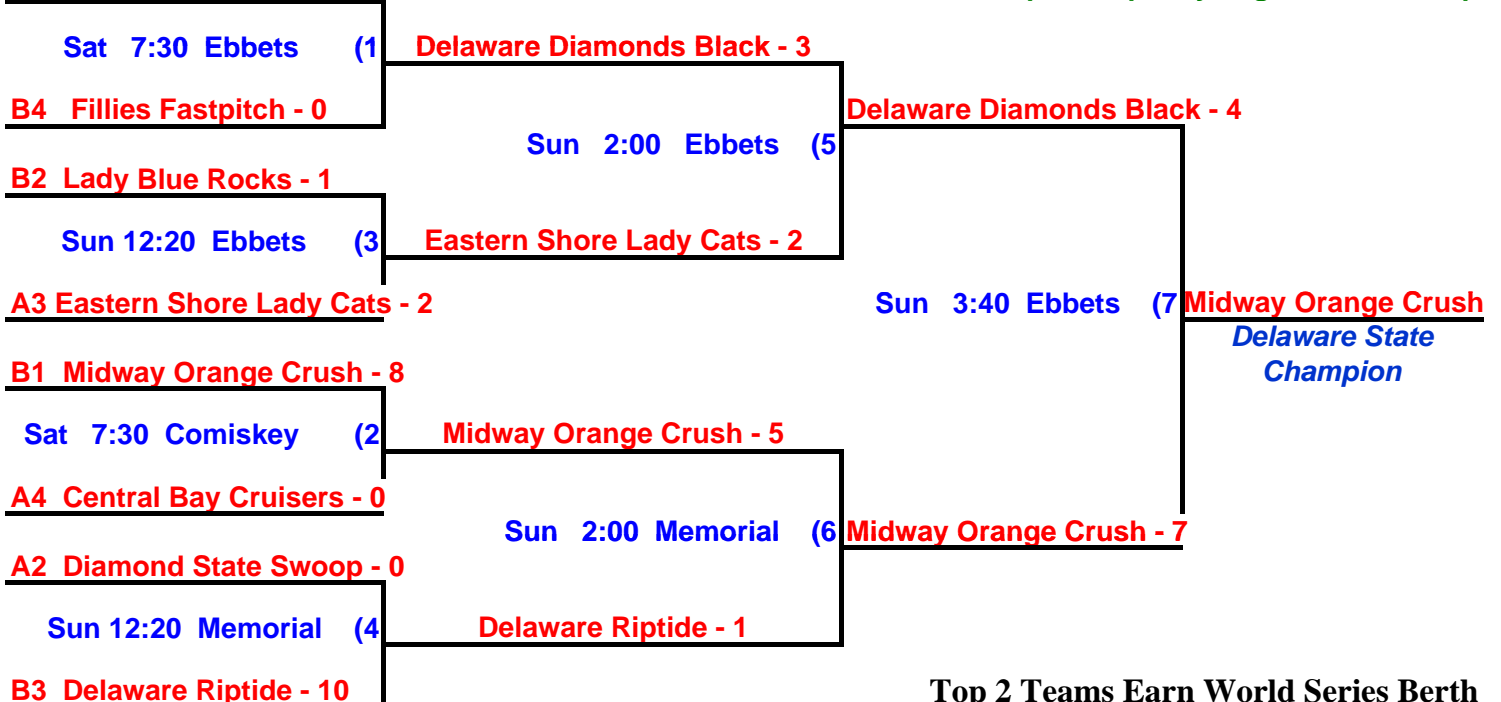 Sat 7:30 Ebbets (1
Delaware Diamonds Black - 3
B4 Fillies Fastpitch - 0
Delaware Diamonds Black - 4
Sun 2:00 Ebbets (5
B2 Lady Blue Rocks - 1
Sun 12:20 Ebbets (3
Eastern Shore Lady Cats - 2
A3 Eastern Shore Lady Cats - 2
Sun 3:40 Ebbets (7
Midway Orange Crush
Delaware State
Champion
B1 Midway Orange Crush - 8
Sat 7:30 Comiskey (2
Midway Orange Crush - 5
A4 Central Bay Cruisers - 0
Sun 2:00 Memorial (6
Midway Orange Crush - 7
A2 Diamond State Swoop - 0
Sun 12:20 Memorial (4
Delaware Riptide - 1
B3 Delaware Riptide - 10
Top 2 Teams Earn World Series Berth